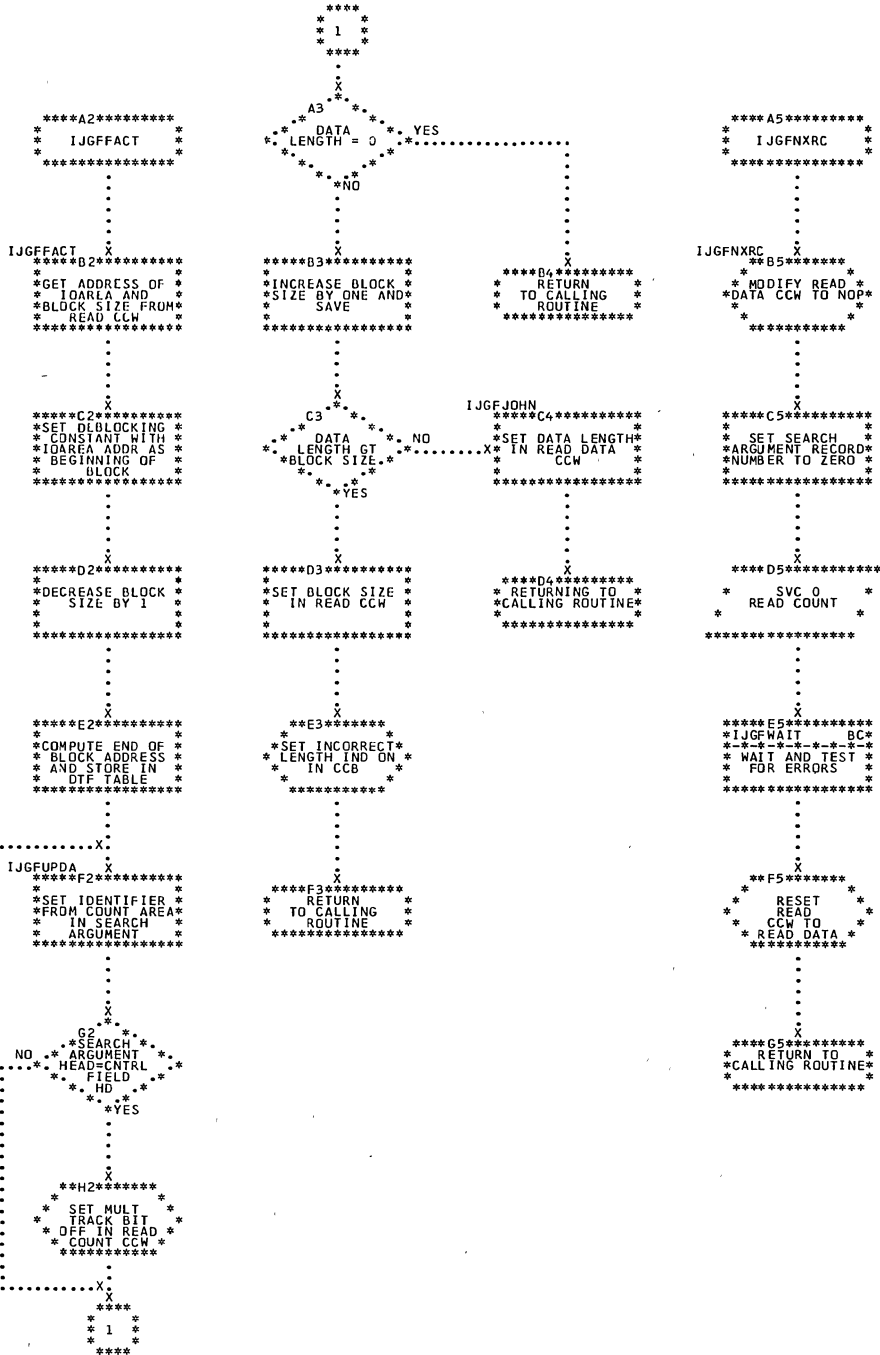 1
A2
IJGFFACT
IJGFFACT
B2
GET ADDRESS OF
IOAREA AND
BLOCK SIZE FROM
READ CCW
C2
SET DEBLOCKING
CONSTANT WITH
IOAREA ADDR AS
BEGINNING OF
BLOCK
D2
DECREASE BLOCK
SIZE BY 1
E2
COMPUTE END OF
BLOCK ADDRESS
AND STORE IN
DTF TABLE
IJGFUPDA
F2
SET IDENTIFIER
FROM COUNT AREA
IN SEARCH
ARGUMENT
G2
SEARCH
ARGUMENT
HEAD=CNTRL
FIELD
HD
NO
YES
H2
SET MULT
TRACK BIT
OFF IN READ
COUNT CCW
1
A3
DATA
LENGTH = 0
YES
NO
B3
INCREASE BLOCK
SIZE BY ONE AND
SAVE
C3
DATA
LENGTH GT
BLOCK SIZE
NO
YES
D3
SET BLOCK SIZE
IN READ CCW
E3
SET INCORRECT
LENGTH IND ON
IN CCB
F3
RETURN
TO CALLING
ROUTINE
B4
RETURN
TO CALLING
ROUTINE
IJGFJOHN
C4
SET DATA LENGTH
IN READ DATA
CCW
D4
RETURNING TO
CALLING ROUTINE
A5
IJGFNXRC
IJGFNXRC
B5
MODIFY READ
DATA CCW TO NOP
C5
SET SEARCH
ARGUMENT RECORD
NUMBER TO ZERO
D5
SVC 0
READ COUNT
E5
IJGFWAIT BC
WAIT AND TEST
FOR ERRORS
F5
RESET
READ
CCW TO
READ DATA
G5
RETURN TO
CALLING ROUTINE